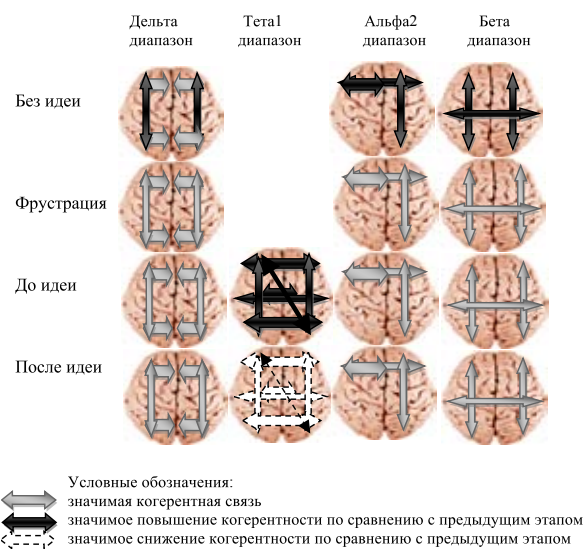 Дельта Тета1 Альфа2 Бета
диапазон диапазон диапазон диапазон
Без идеи
Фрустрация
До идеи
После идеи
Условные обозначения:
значимая когерентная связь
значимое повышение когерентности по сравнению с предыдущим этапом
значимое снижение когерентности по сравнению с предыдущим этапом